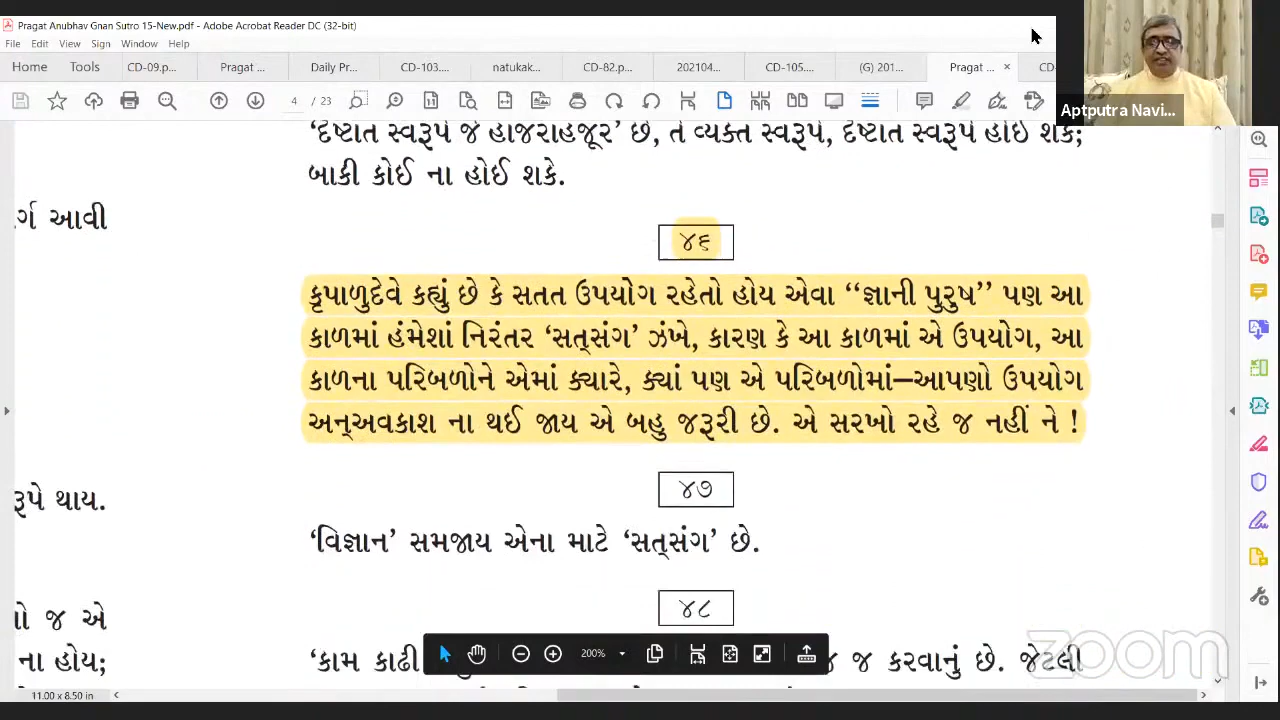 Pragat Anubhav Gnan Sutro 15-New.pdf - Adobe Acrobat Reader DC (32-bit)
File Edit View Sign Window Help
Home Tools CD-09.p... Pragat ... Daily Pr CD-103... natukak... CD-82.p... 202104... CD-105.... (G) 201 Pragat ... × CD-
4 / 23
Aptputra Navi...
'દૃષ્ટાંત સ્વરૂપે જ હાજરાહજૂર' છે, તે વ્યક્ત સ્વરૂપે, દૃષ્ટાંત સ્વરૂપે હોઈ શકે;
બાકી કોઈ ના હોઈ શકે.
ર્ગ આવી
૪૬
કૃપાળુદેવે કહ્યું છે કે સતત ઉપયોગ રહેતો હોય એવા “જ્ઞાની પુરુષ” પણ આ
કાળમાં હંમેશાં નિરંતર ‘સત્સંગ’ ઝંખે, કારણ કે આ કાળમાં એ ઉપયોગ, આ
કાળના પરિબળોને એમાં ક્યારે, ક્યાં પણ એ પરિબળોમાં—આપણો ઉપયોગ
અન્અવકાશ ના થઈ જાય એ બહુ જરૂરી છે. એ સરખો રહે જ નહીં ને !
૪૭
રૂપે થાય.
‘વિજ્ઞાન’ સમજાય એના માટે ‘સત્સંગ’ છે.
૪૮
ો જ એ
ના હોય;
‘કામ કાઢી
જ કરવાનું છે. જેટલી
200%
zoom
11.00 x 8.50 in